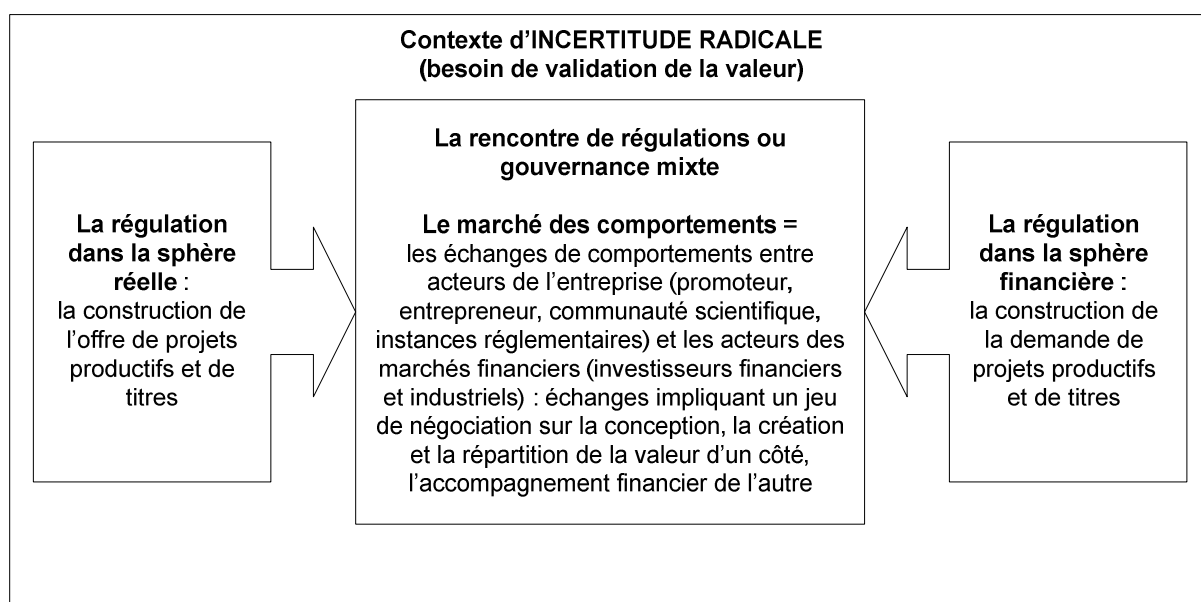 Contexte d’INCERTITUDE RADICALE
(besoin de validation de la valeur)
La régulation
dans la sphère
réelle :
la construction de
l’offre de projets
productifs et de
titres
La rencontre de régulations ou
gouvernance mixte
Le marché des comportements =
les échanges de comportements entre
acteurs de l’entreprise (promoteur,
entrepreneur, communauté scientifique,
instances réglementaires) et les acteurs des
marchés financiers (investisseurs financiers
et industriels) : échanges impliquant un jeu
de négociation sur la conception, la création
et la répartition de la valeur d’un côté,
l’accompagnement financier de l’autre
La régulation
dans la sphère
financière :
la construction de
la demande de
projets productifs
et de titres